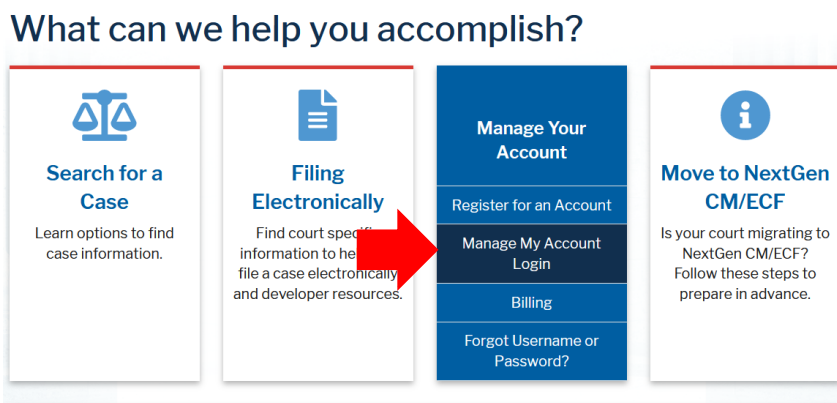 What can we help you accomplish?
Search for a
Case
Learn options to find
case information.
Filing
Electronically
Find court
information to
file a case electronically
and developer resources.
Manage Your
Account
Register for an Account
Manage My Account
Login
Billing
Forgot Username or
Password?
Move to NextGen
CM/ECF
Is your court migrating to
NextGen CM/ECF?
Follow these steps to
prepare in advance.